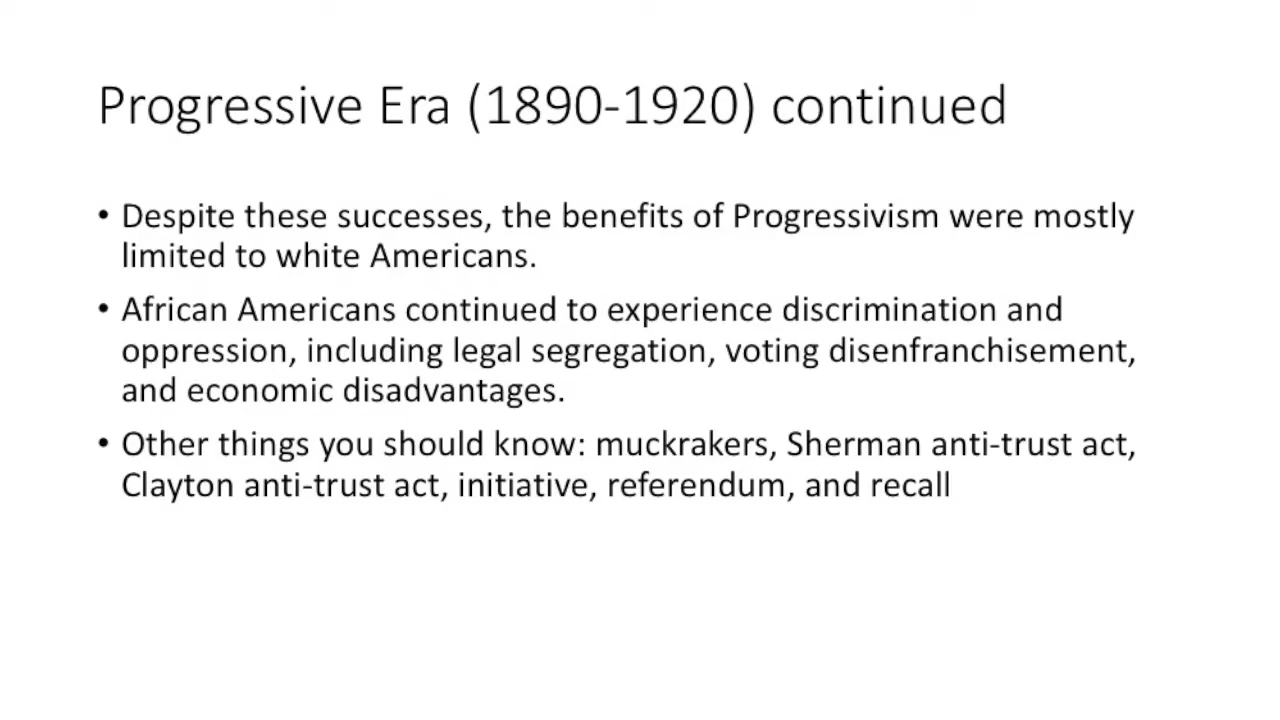 Progressive Era (1890-1920) continued
• Despite these successes, the benefits of Progressivism were mostly
limited to white Americans.
• African Americans continued to experience discrimination and
oppression, including legal segregation, voting disenfranchisement,
and economic disadvantages.
• Other things you should know: muckrakers, Sherman anti-trust act,
Clayton anti-trust act, initiative, referendum, and recall